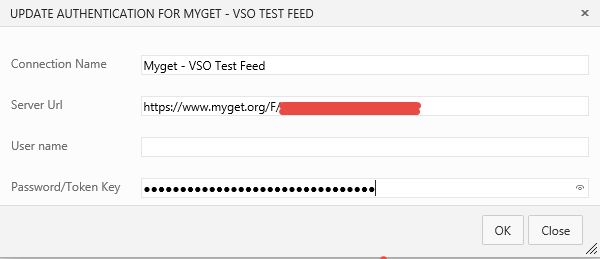 UPDATE AUTHENTICATION FOR MYGET - VSO TEST FEED
Connection Name
Myget - VSO Test Feed
Server Url
https://www.myget.org/F/
User name
Password/Token Key
••••••••••••••••••••••••••••••••
OK
Close